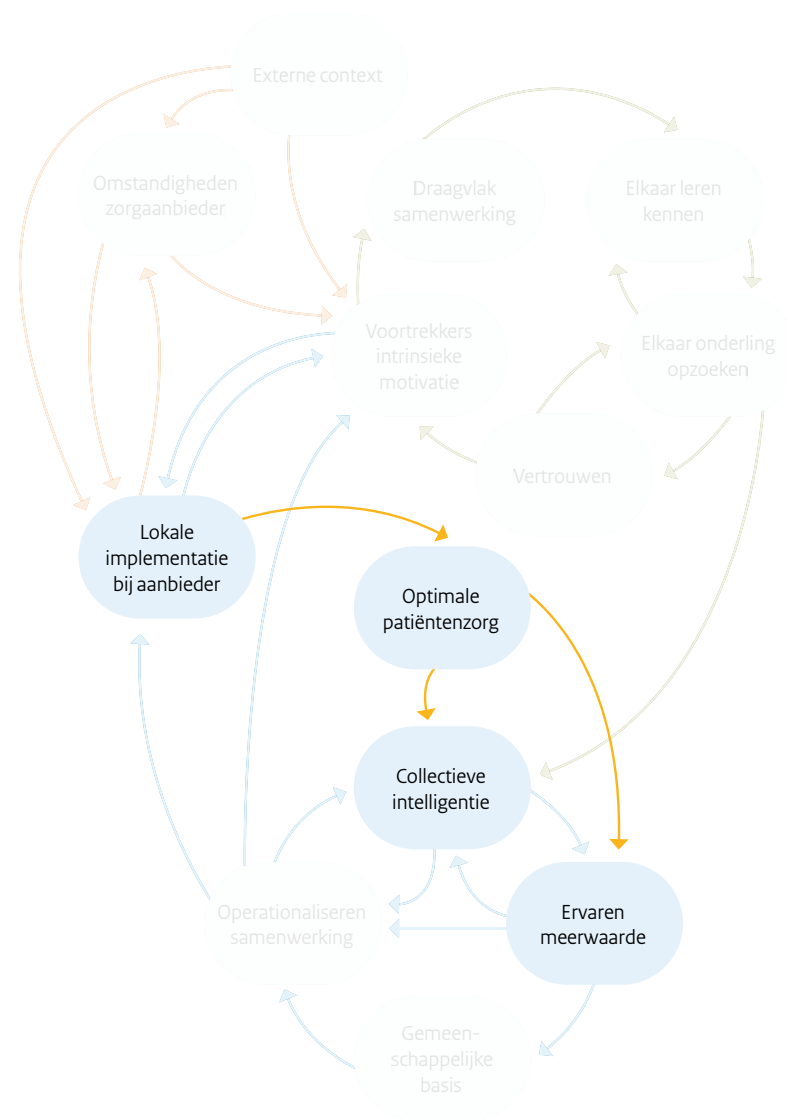 Externe context
Omstandigheden
zorgaanbieder
Draagvlak
samenwerking
Elkaar leren
kennen
Voortrekkers
intrinsieke
motivatie
Elkaar onderling
opzoeken
Vertrouwen
Lokale
implementatie
bij aanbieder
Optimale
patiëntenzorg
Collectieve
intelligentie
Operationaliseren
samenwerking
Ervaren
meerwaarde
Gemeen-
schappelijke
basis